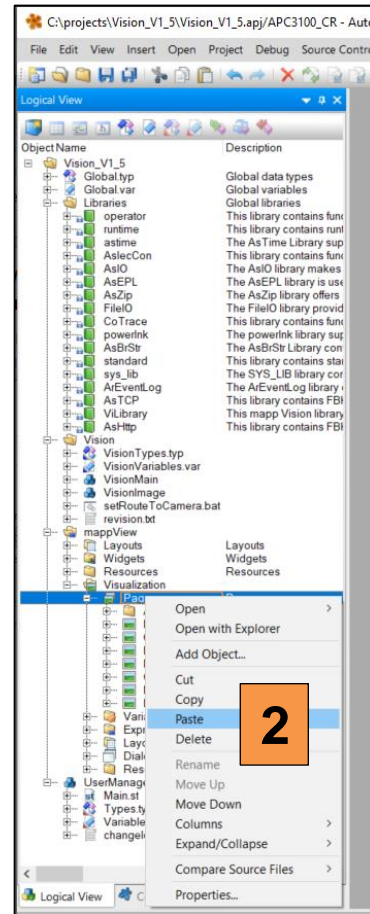 C:\projects\Vision_V1_5\Vision_V1_5.apj/APC3100_CR - Auto
File Edit View Insert Open Project Debug Source Contro
Logical View
Object Name Description
Vision_V1_5
Global.typ Global data types
Global.var Global variables
Libraries Global libraries
operator This library contains func
runtime This library contains runt
astime The AsTime Library sup
AsIecCon This library contains func
AsIO The AsIO library makes
AsEPL The AsEPL library is use
AsZip The AsZip library offers
FileIO The FileIO library provid
CoTrace This library contains func
powerlnk The powerlnk library sup
AsBrStr The AsBrStr Library con
standard This library contains stan
sys_lib The SYS_LIB library cor
ArEventLog The ArEventLog library
AsTCP This library contains FBK
ViLibrary This mapp Vision library
AsHttp This library contains FBK
Vision
VisionTypes.typ
VisionVariables.var
VisionMain
VisionImage
setRouteToCamera.bat
revision.txt
mappView
Layouts Layouts
Widgets Widgets
Resources Resources
Visualization
Pag
Open
Open with Explorer
Add Object...
Cut
Copy
Paste
2
Delete
Rename
Vari
Expr
Move Up
Layo
Move Down
Dial
Res
Columns
UserManage
Main.st
Expand/Collapse
Types.ty
Variable
Compare Source Files
changelo
Properties...
Logical View C